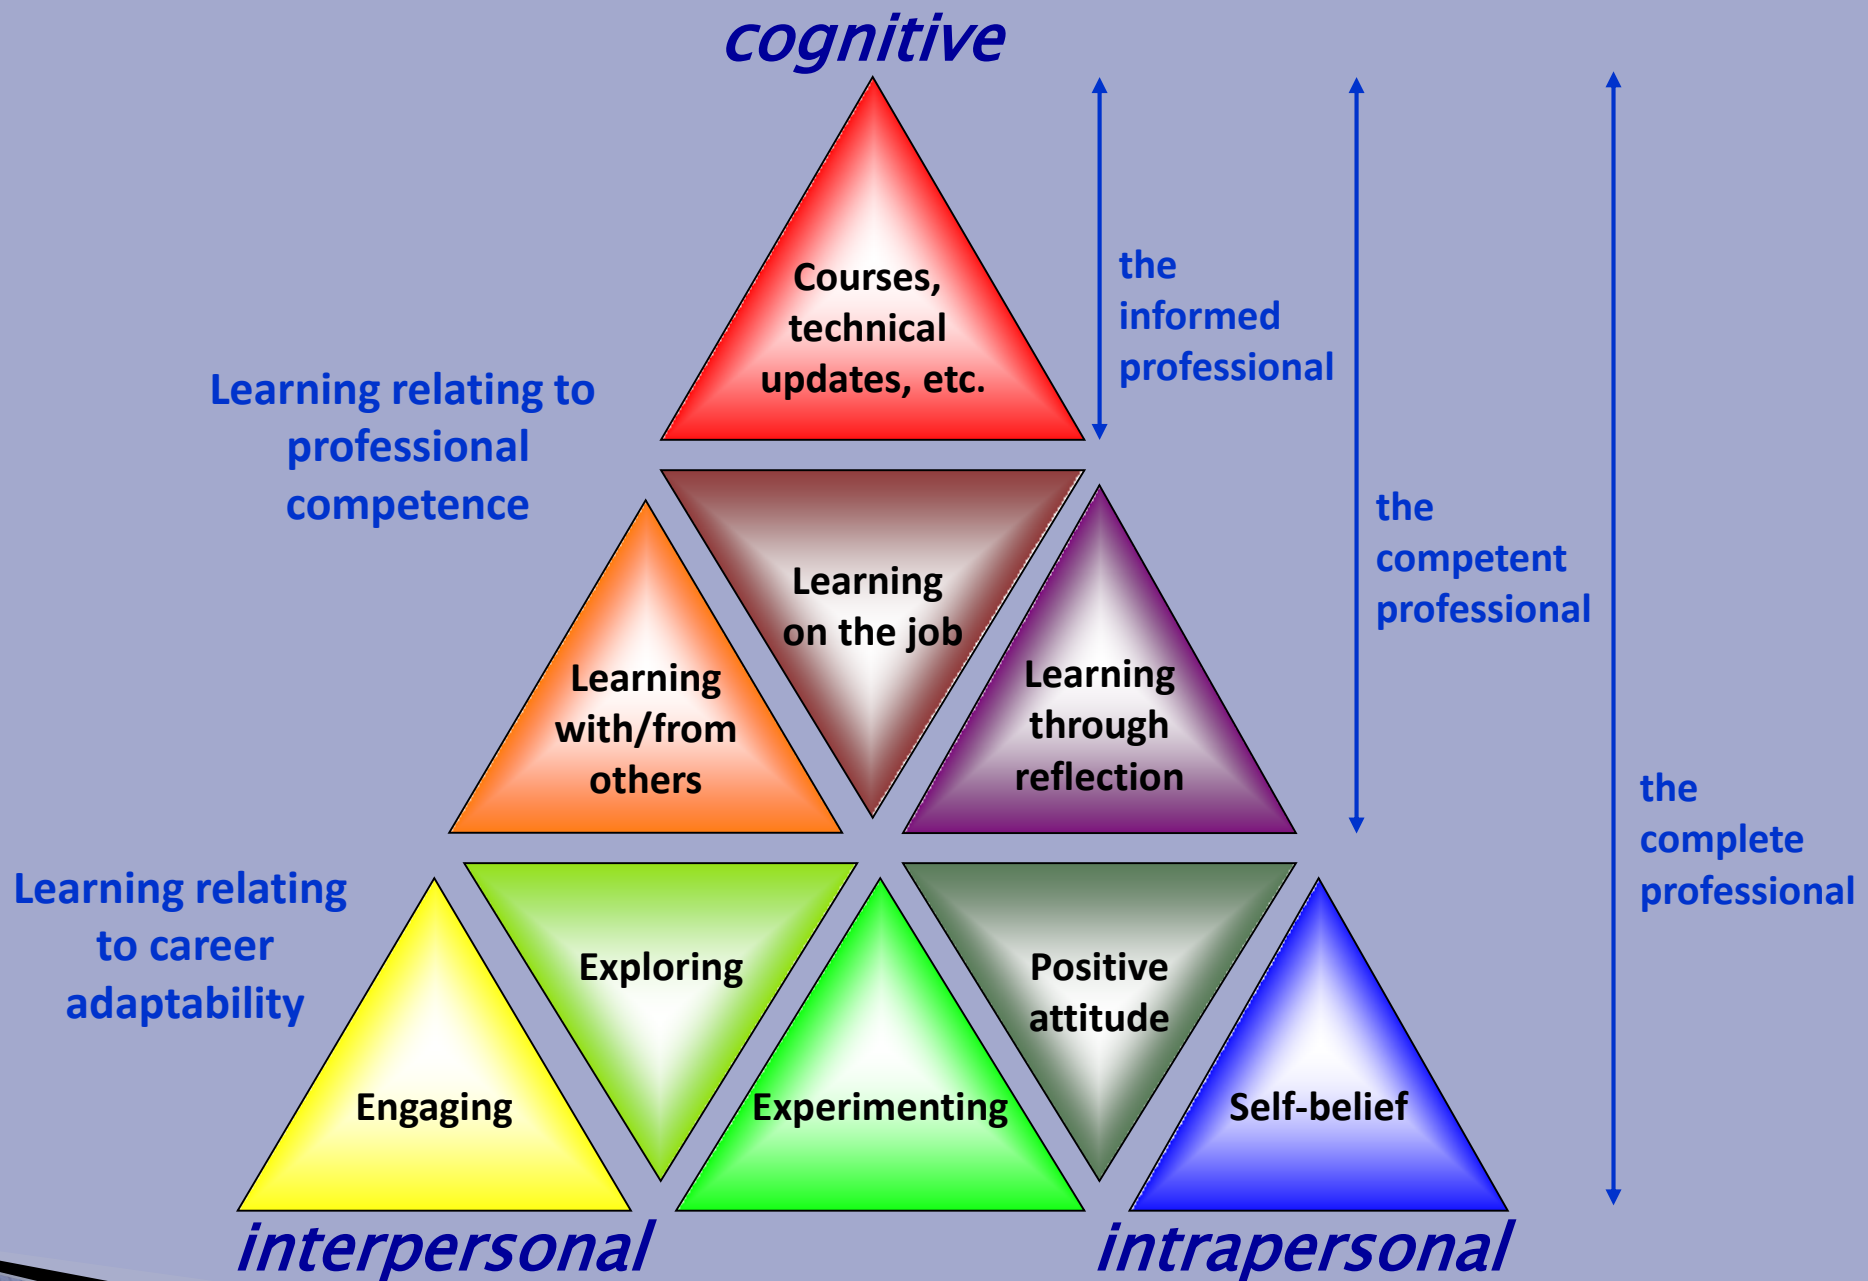 cognitive
Courses,
technical
updates, etc.
the
informed
professional
Learning relating to
professional
competence
Learning
on the job
the
competent
professional
Learning
with/from
others
Learning
through
reflection
the
complete
professional
Learning relating
to career
adaptability
Exploring
Positive
attitude
Engaging
Experimenting
Self-belief
interpersonal
intrapersonal